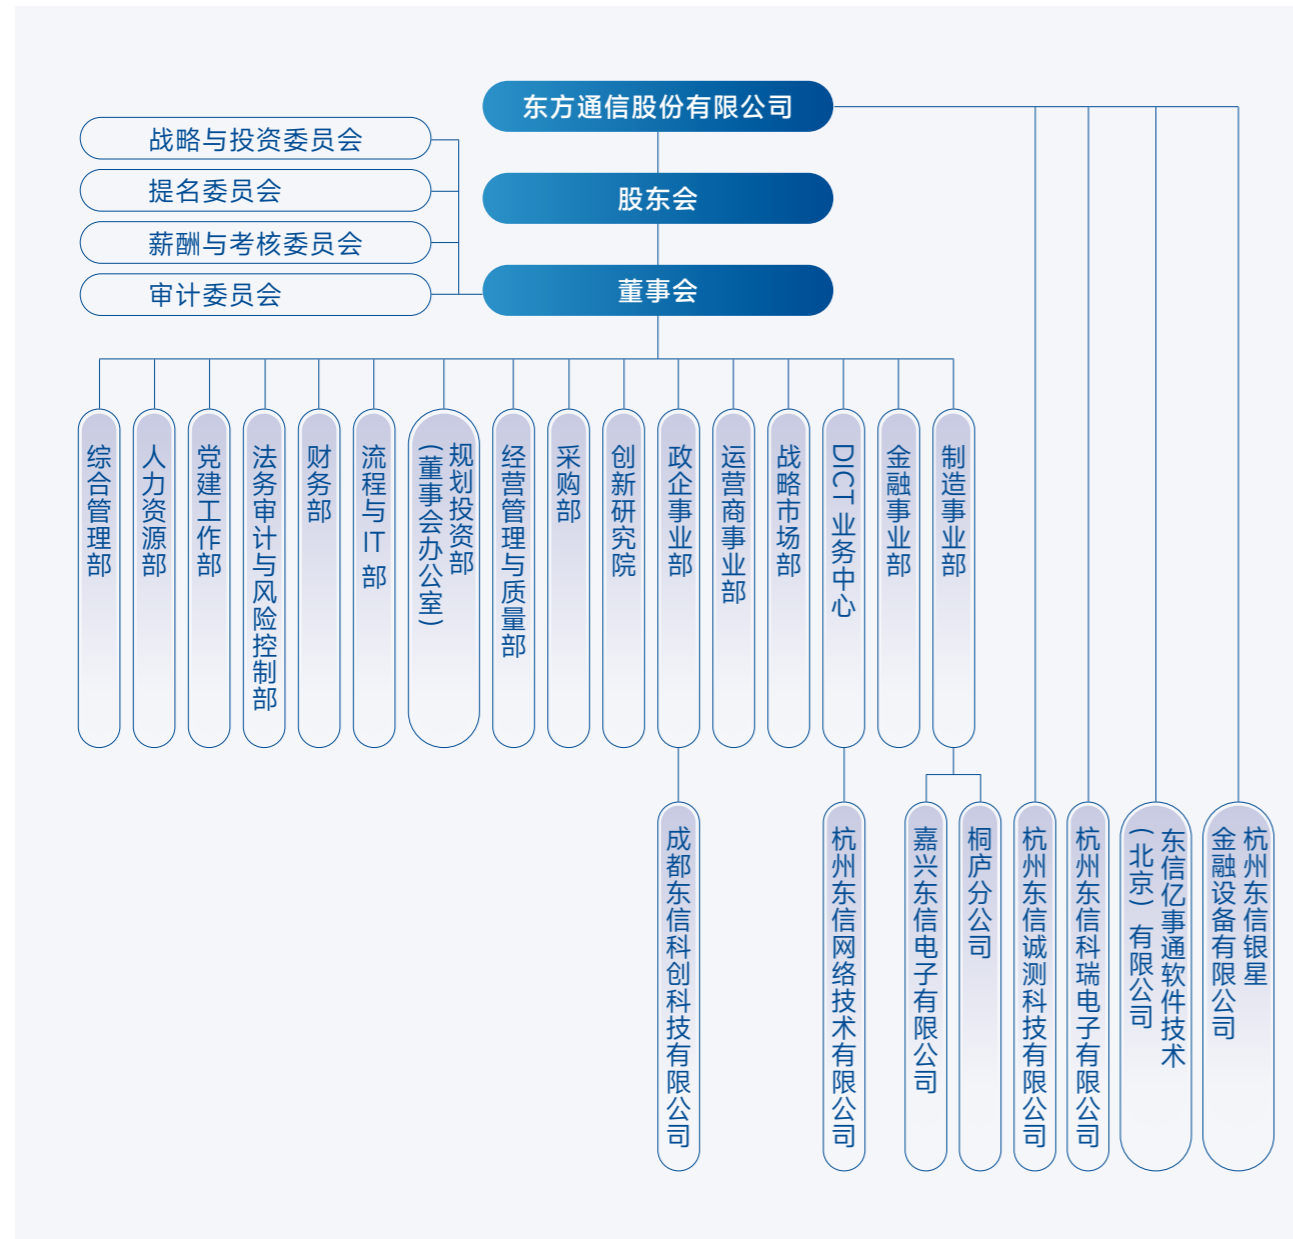 东方通信股份有限公司
战略与投资委员会
提名委员会
股东会
薪酬与考核委员会
审计委员会
董事会
综合管理部
人力资源部
党建工作部
法务审计与风险控制部
财务部
流程与 IT 部
规划投资部
(董事会办公室)
经营管理与质量部
采购部
创新研究院
政企事业部
运营商事业部
战略市场部
DICT 业务中心
金融事业部
制造事业部
成都东信科创科技有限公司
杭州东信网络技术有限公司
嘉兴东信电子有限公司
桐庐分公司
杭州东信诚测科技有限公司
杭州东信科瑞电子有限公司
东信亿事通软件技术
(北京) 有限公司
杭州东信银星
金融设备有限公司